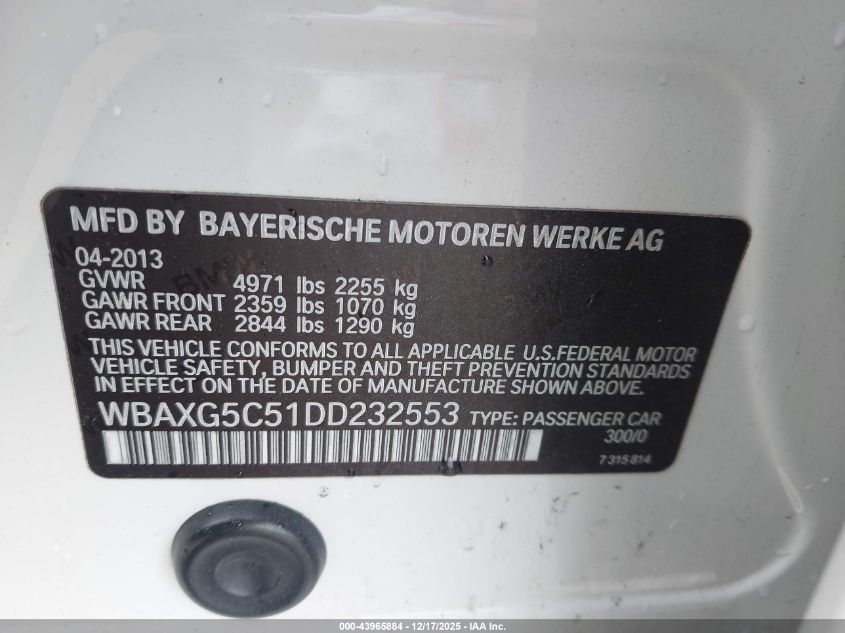 MFD BY BAYERISCHE MOTOREN WERKE AG
04-2013
GVWR 4971 lbs 2255 kg
GAWR FRONT 2359 lbs 1070 kg
GAWR REAR 2844 lbs 1290 kg
THIS VEHICLE CONFORMS TO ALL APPLICABLE U.S.FEDERAL MOTOR
VEHICLE SAFETY, BUMPER AND THEFT PREVENTION STANDARDS
IN EFFECT ON THE DATE OF MANUFACTURE SHOWN ABOVE.
WBAXG5C51DD232553 TYPE: PASSENGER CAR
300/0
7315814
000-43965884 | 12/17/2025 - IAA Inc.